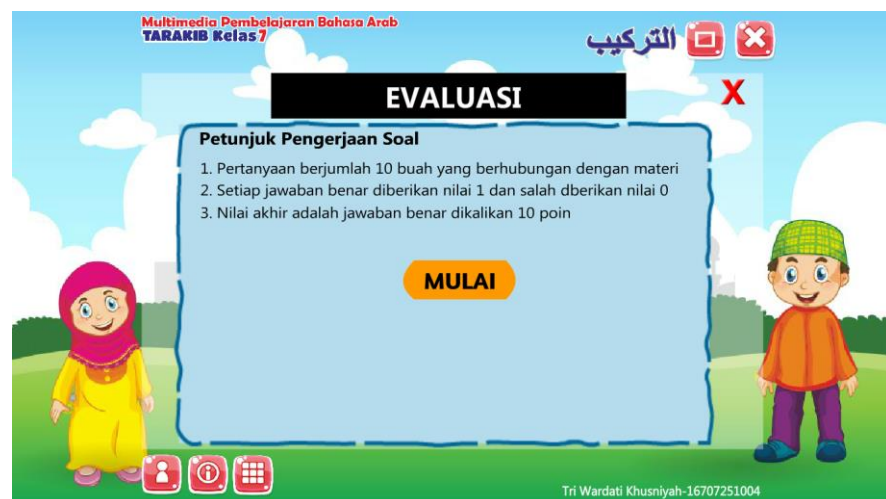 Multimedia Pembelajaran Bahasa Arab
TARAKIB Kelas 7
التركيب
EVALUASI
X
Petunjuk Pengerjaan Soal
1. Pertanyaan berjumlah 10 buah yang berhubungan dengan materi
2. Setiap jawaban benar diberikan nilai 1 dan salah dberikan nilai 0
3. Nilai akhir adalah jawaban benar dikalikan 10 poin
MULAI
Tri Wardati Khusniyah-16707251004